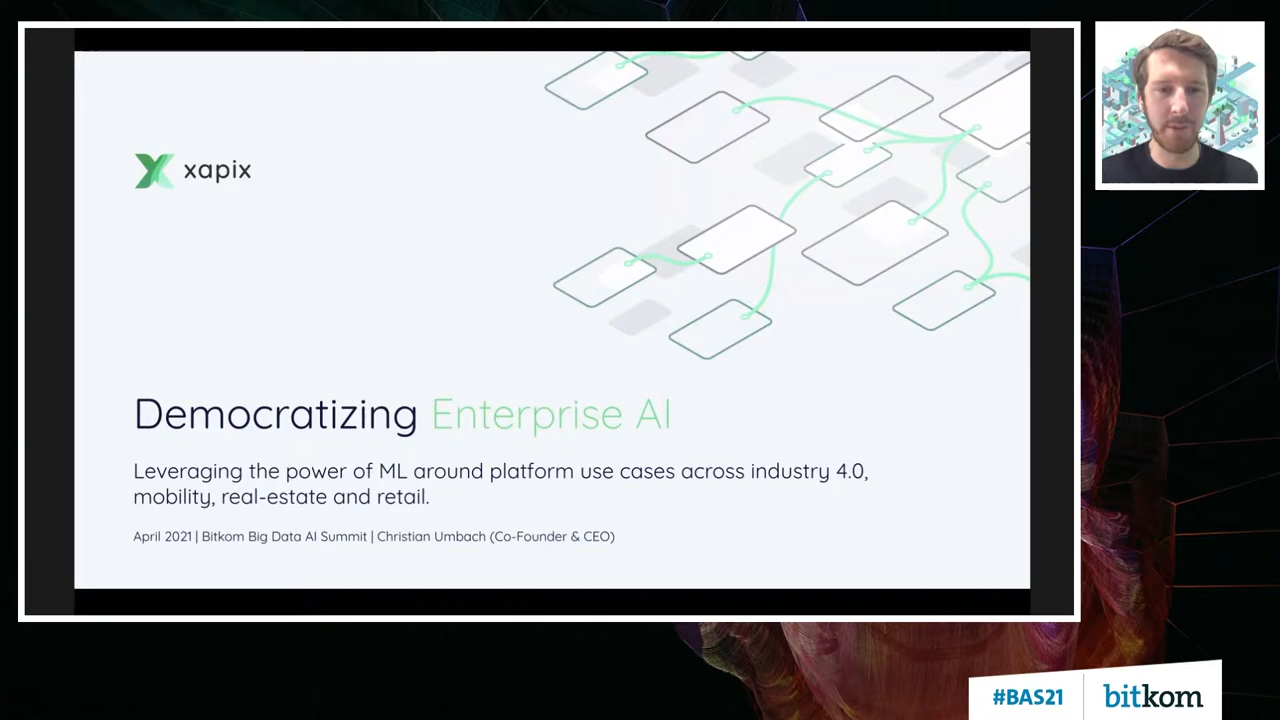 xapix
Democratizing Enterprise AI
Leveraging the power of ML around platform use cases across industry 4.0,
mobility, real-estate and retail.
April 2021 | Bitkom Big Data AI Summit | Christian Umbach (Co-Founder & CEO)
#BAS21
bitkom